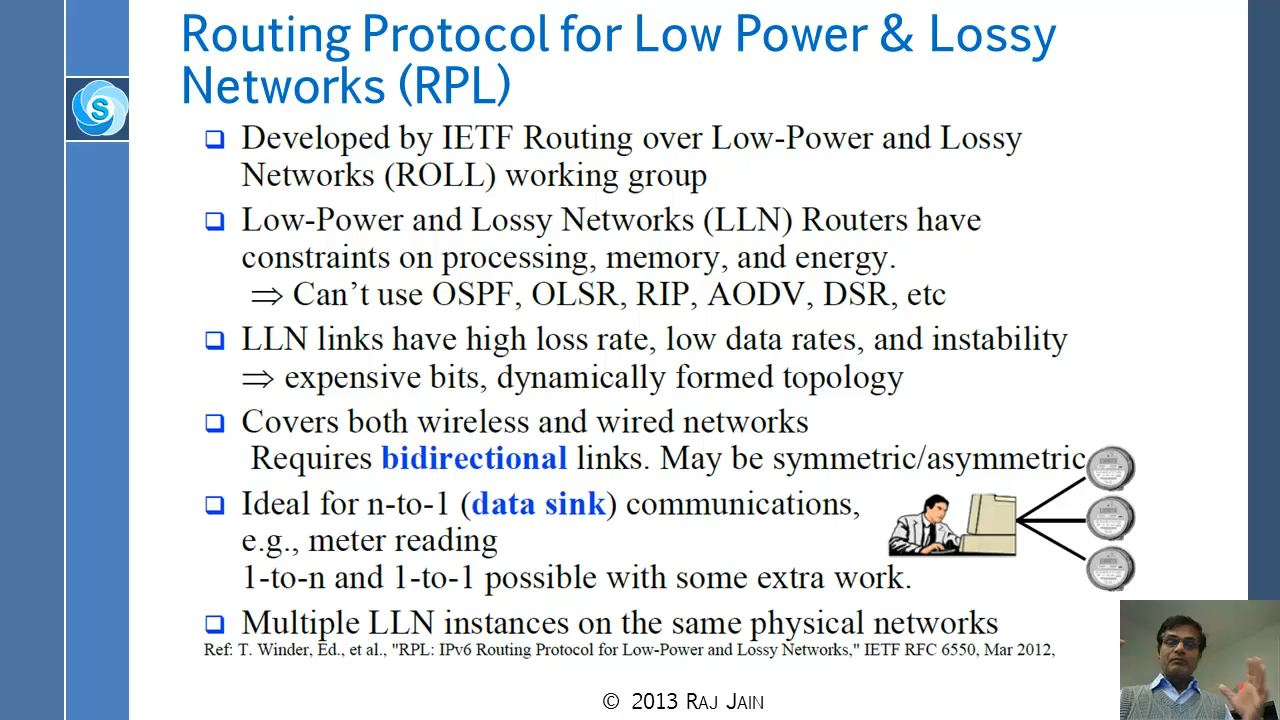 Routing Protocol for Low Power & Lossy
Networks (RPL)
S
❑ Developed by IETF Routing over Low-Power and Lossy
Networks (ROLL) working group
❑ Low-Power and Lossy Networks (LLN) Routers have
constraints on processing, memory, and energy.
⇒ Can't use OSPF, OLSR, RIP, AODV, DSR, etc
❑ LLN links have high loss rate, low data rates, and instability
⇒ expensive bits, dynamically formed topology
❑ Covers both wireless and wired networks
Requires bidirectional links. May be symmetric/asymmetric
❑ Ideal for n-to-1 (data sink) communications,
e.g., meter reading
1-to-n and 1-to-1 possible with some extra work.
❑ Multiple LLN instances on the same physical networks
Ref: T. Winder, Ed., et al., "RPL: IPv6 Routing Protocol for Low-Power and Lossy Networks," IETF RFC 6550, Mar 2012,
© 2013 RAJ JAIN